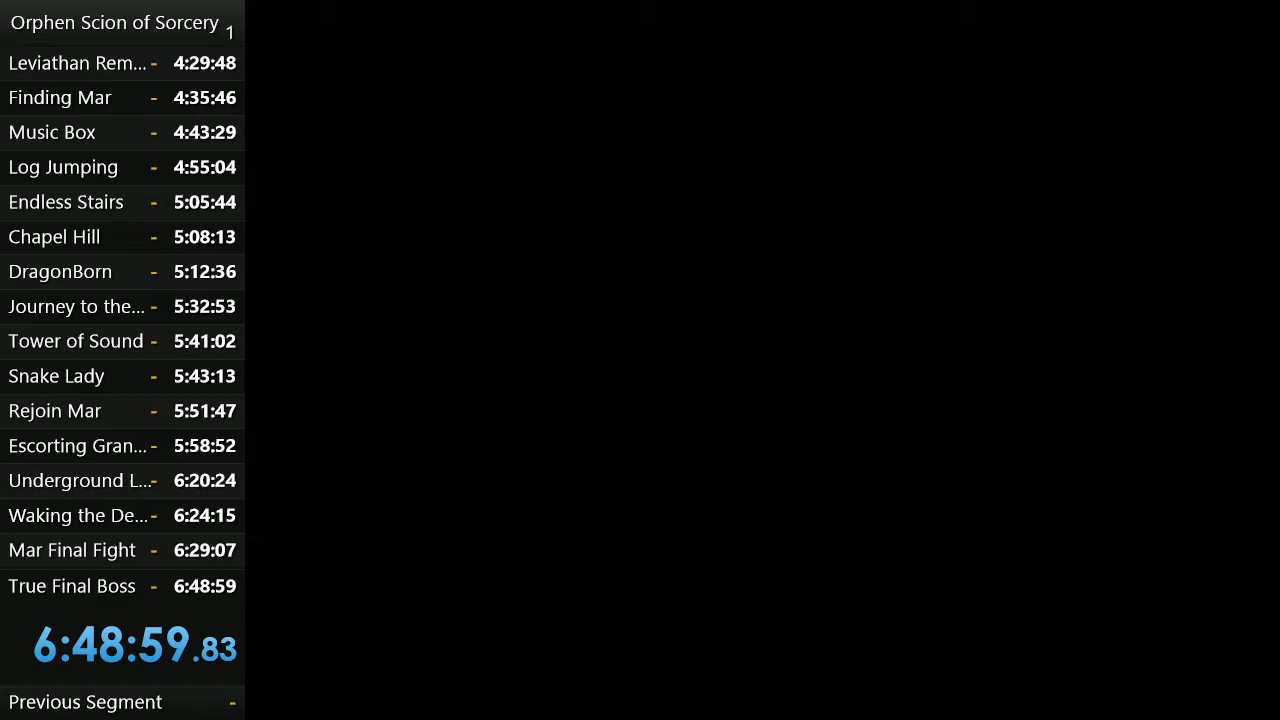 Orphen Scion of Sorcery 1
Leviathan Rem... - 4:29:48
Finding Mar - 4:35:46
Music Box - 4:43:29
Log Jumping - 4:55:04
Endless Stairs - 5:05:44
Chapel Hill - 5:08:13
DragonBorn - 5:12:36
Journey to the... - 5:32:53
Tower of Sound - 5:41:02
Snake Lady - 5:43:13
Rejoin Mar - 5:51:47
Escorting Gran... - 5:58:52
Underground L... - 6:20:24
Waking the De... - 6:24:15
Mar Final Fight - 6:29:07
True Final Boss - 6:48:59
6:48:59.83
Previous Segment -